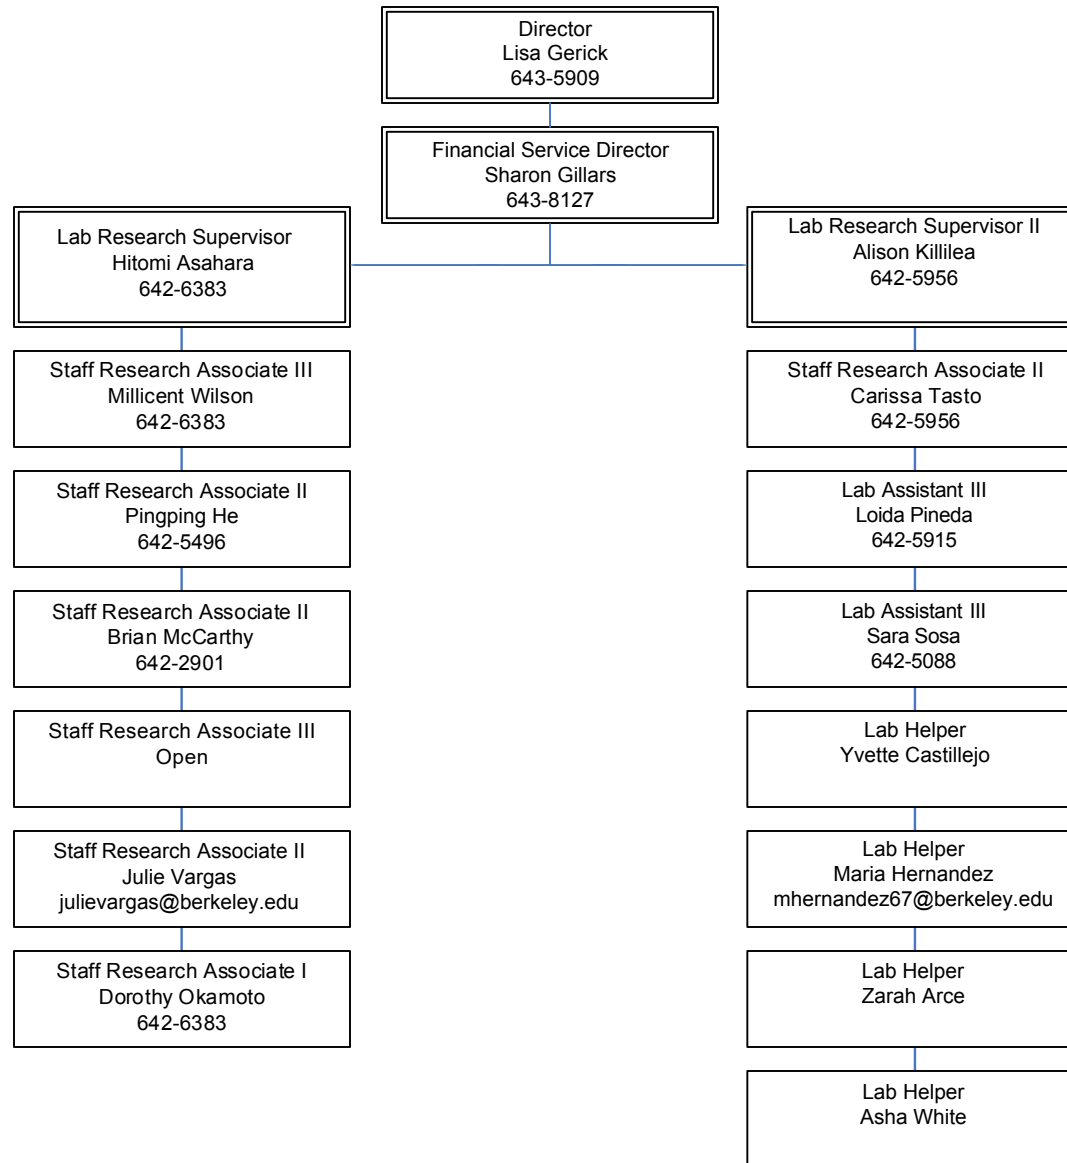 Director
Lisa Gerick
643-5909
Financial Service Director
Sharon Gillars
643-8127
Lab Research Supervisor
Hitomi Asahara
642-6383
Lab Research Supervisor II
Alison Killilea
642-5956
Staff Research Associate III
Millicent Wilson
642-6383
Staff Research Associate II
Pingping He
642-5496
Staff Research Associate II
Brian McCarthy
642-2901
Staff Research Associate III
Open
Staff Research Associate II
Julie Vargas
julievargas@berkeley.edu
Staff Research Associate I
Dorothy Okamoto
642-6383
Staff Research Associate II
Carissa Tasto
642-5956
Lab Assistant III
Loida Pineda
642-5915
Lab Assistant III
Sara Sosa
642-5088
Lab Helper
Yvette Castillejo
Lab Helper
Maria Hernandez
mhernandez67@berkeley.edu
Lab Helper
Zarah Arce
Lab Helper
Asha White